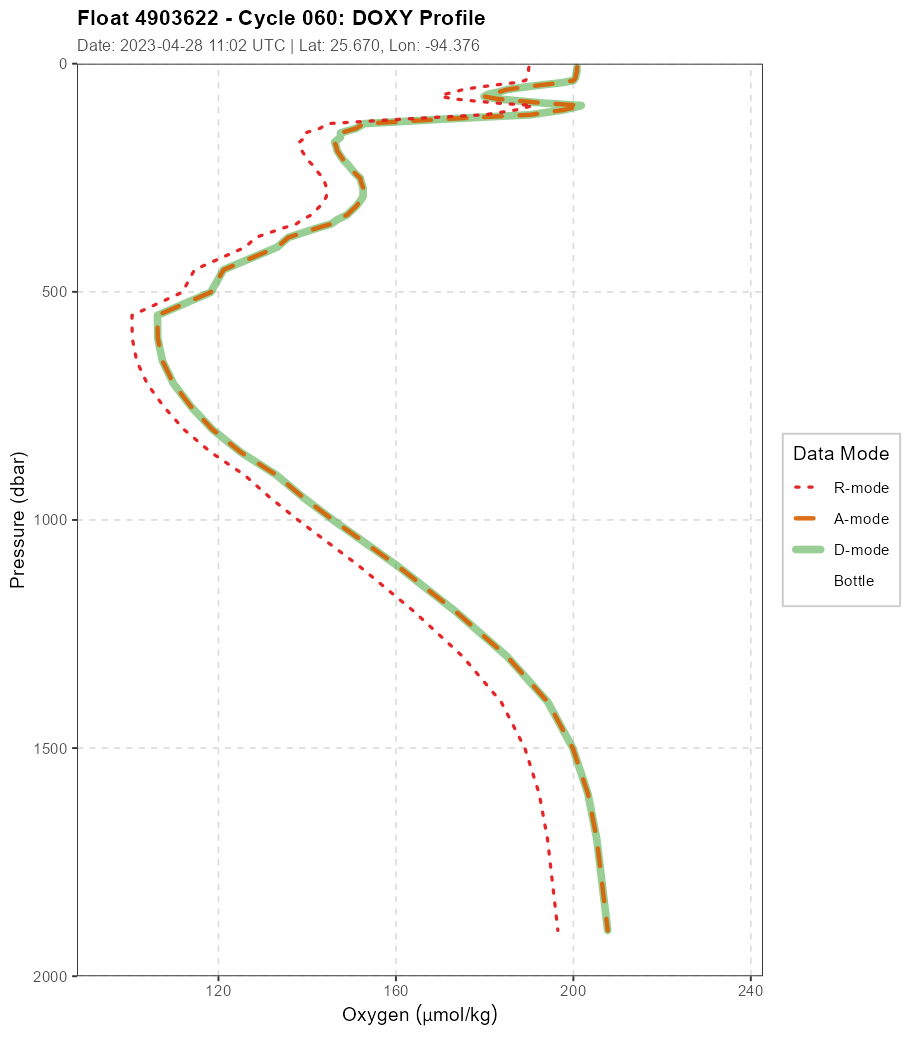 Float 4903622 - Cycle 060: DOXY Profile
Date: 2023-04-28 11:02 UTC | Lat: 25.670, Lon: -94.376
0
500
1000
1500
2000
Pressure (dbar)
120 160 200 240
Oxygen (μmol/kg)
Data Mode
R-mode
A-mode
D-mode
Bottle